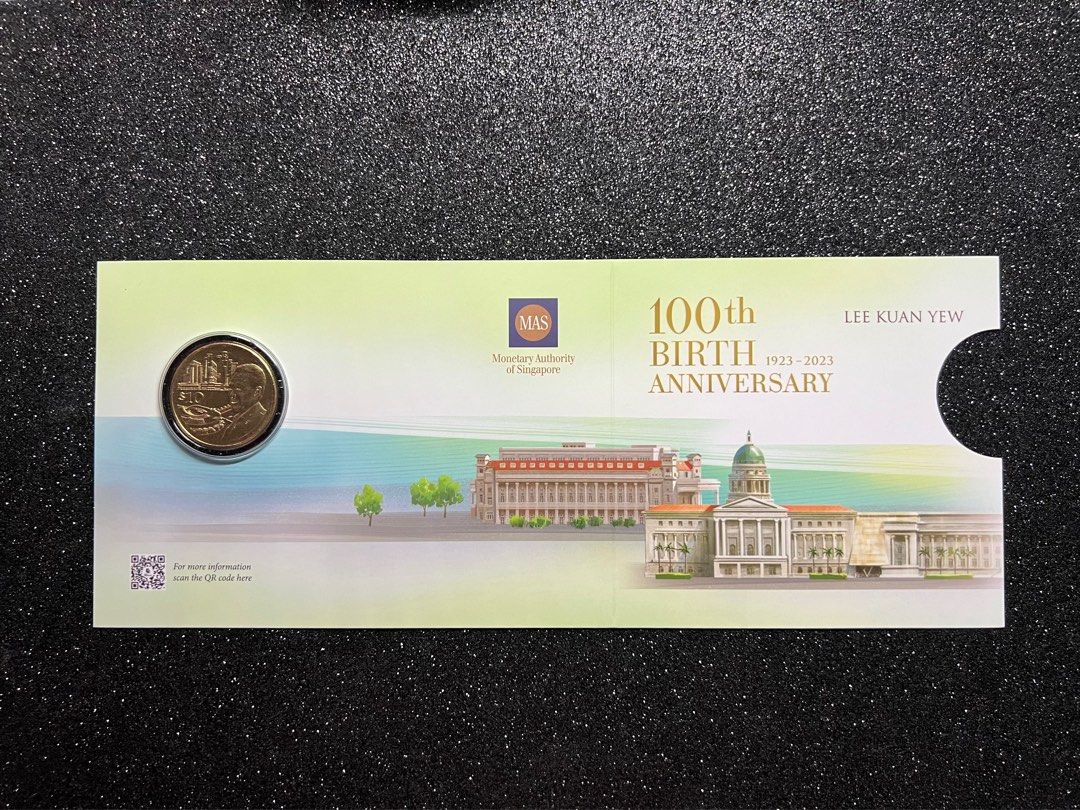 $10
MAS
Monetary Authority
of Singapore
100th
BIRTH 1923–2023
ANNIVERSARY
LEE KUAN YEW
For more information
scan the QR code here